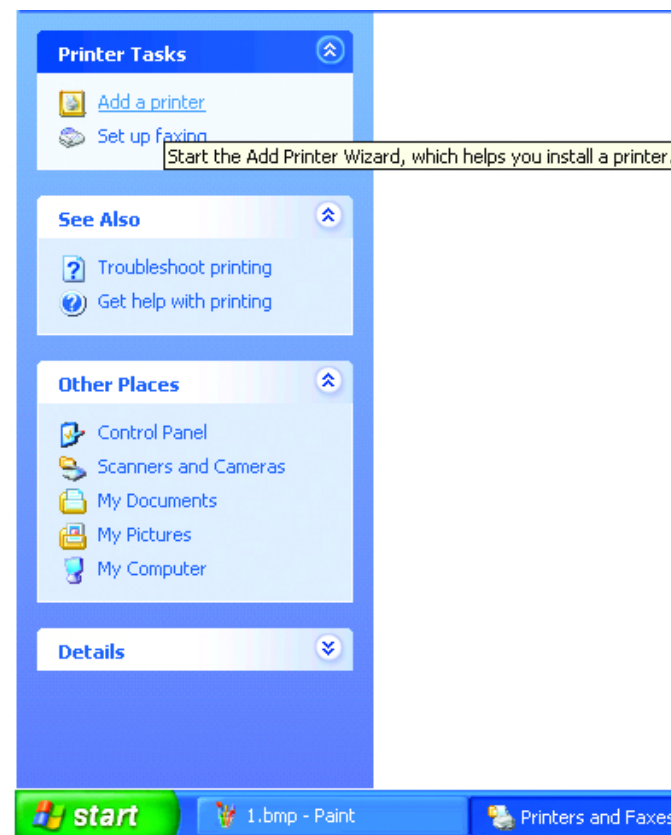 Printer Tasks
Add a printer
Set up faxing
Start the Add Printer Wizard, which helps you install a printer.
See Also
Troubleshoot printing
Get help with printing
Other Places
Control Panel
Scanners and Cameras
My Documents
My Pictures
My Computer
Details
start
1.bmp - Paint
Printers and Faxes